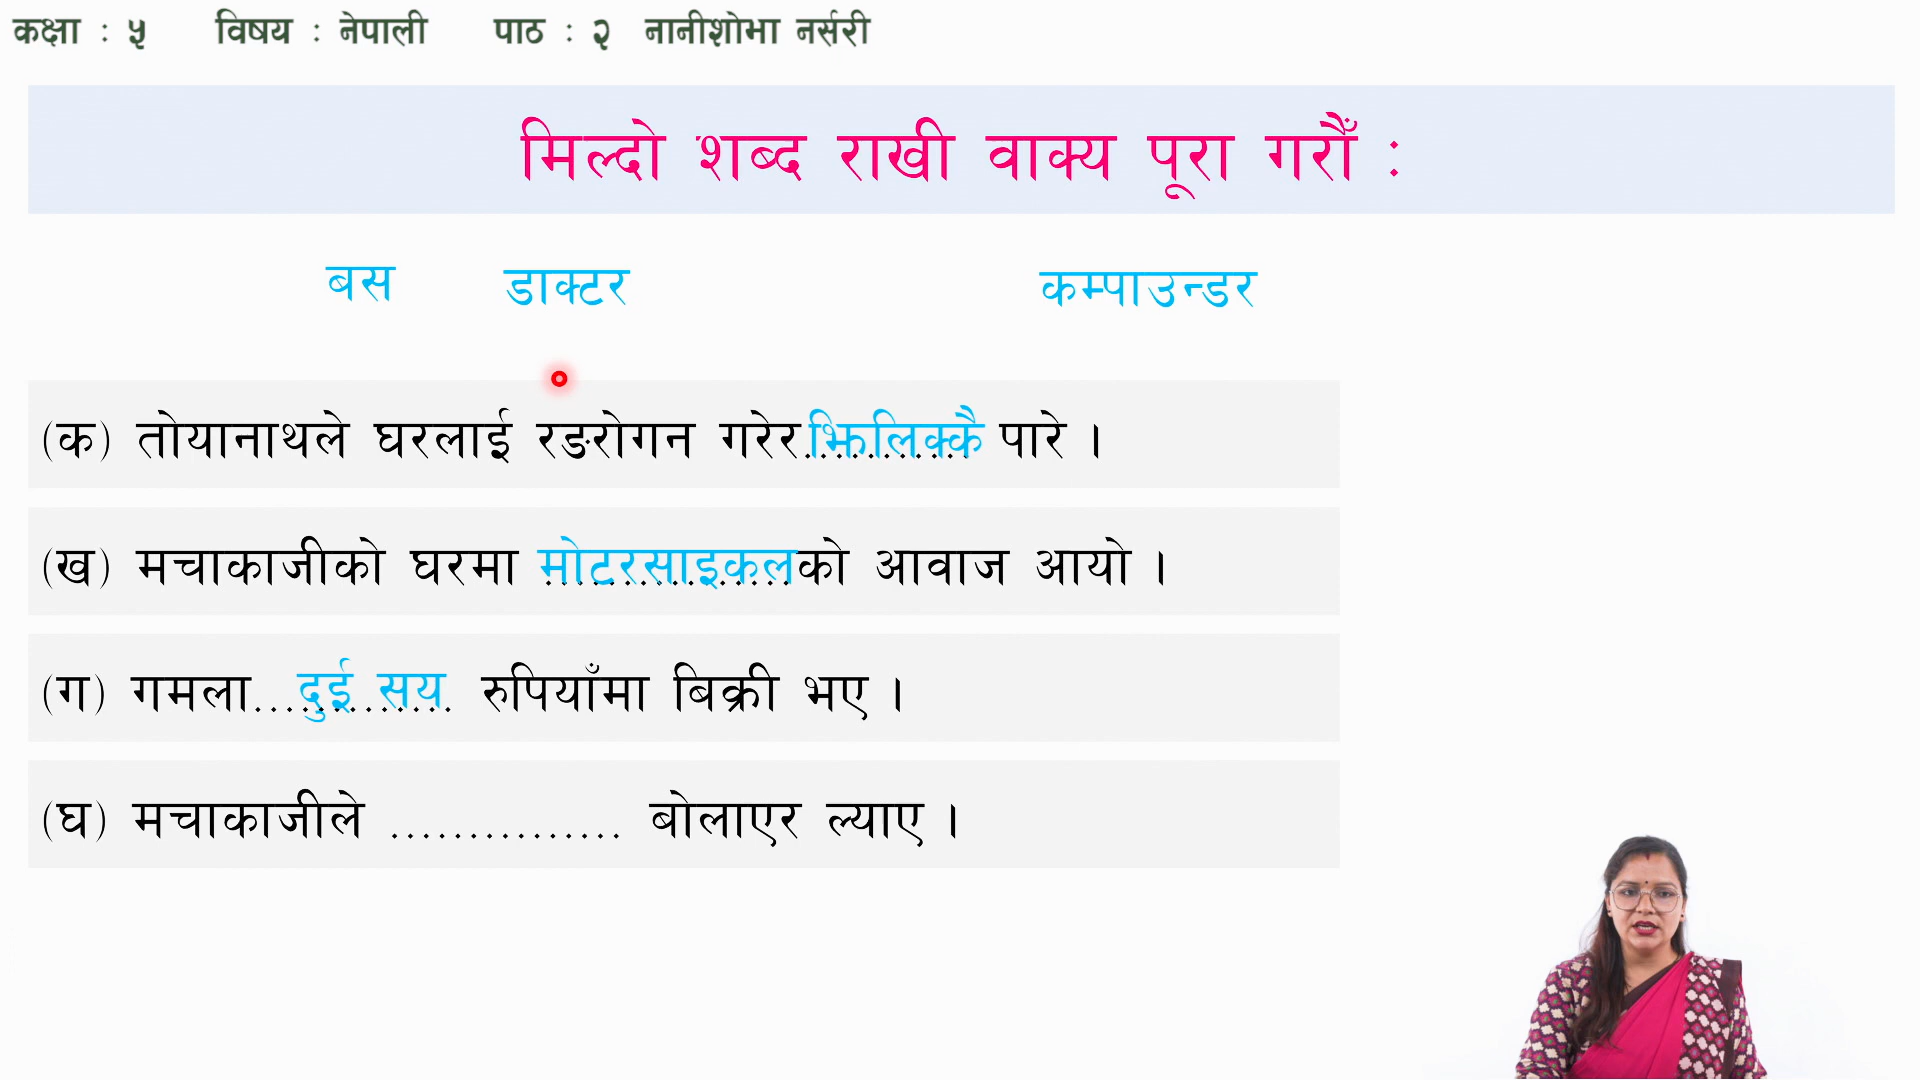 कक्षा : ५ विषय : नेपाली पाठ : २ नानीशोभा नर्सरी
मिल्दो शब्द राखी वाक्य पूरा गरौँ :
बस डाक्टर कम्पाउन्डर
(क) तोयानाथले घरलाई रङरोगन गरेर झिलिक्कै पारे ।
(ख) मचाकाजीको घरमा मोटरसाइकलको आवाज आयो ।
(ग) गमला... दुई सय रुपियाँमा बिक्री भए ।
(घ) मचाकाजीले ............... बोलाएर ल्याए ।